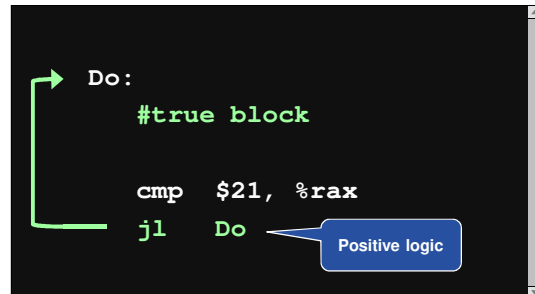 Do:
#true block
cmp $21, %rax
jl Do
Positive logic